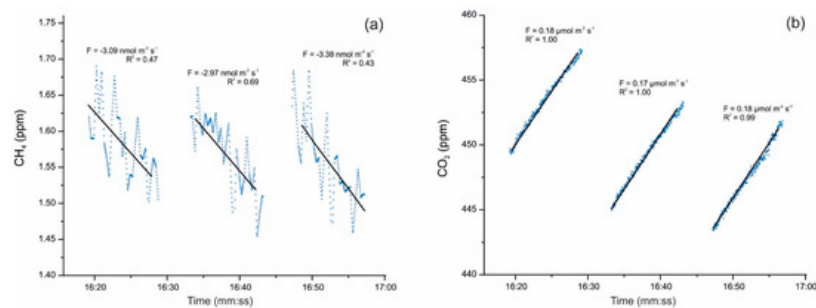 (a)
F = -3.09 nmol m⁻² s⁻¹
R² = 0.47
F = -2.97 nmol m⁻² s⁻¹
R² = 0.69
F = -3.38 nmol m⁻² s⁻¹
R² = 0.43
CH₄ (ppm)
1.75
1.70
1.65
1.60
1.55
1.50
1.45
1.40
16:20
16:30
16:40
16:50
17:00
Time (mm:ss)
(b)
F = 0.18 µmol m⁻² s⁻¹
R² = 1.00
F = 0.17 µmol m⁻² s⁻¹
R² = 1.00
F = 0.18 µmol m⁻² s⁻¹
R² = 0.99
CO₂ (ppm)
460
455
450
445
440
16:20
16:30
16:40
16:50
17:00
Time (mm:ss)